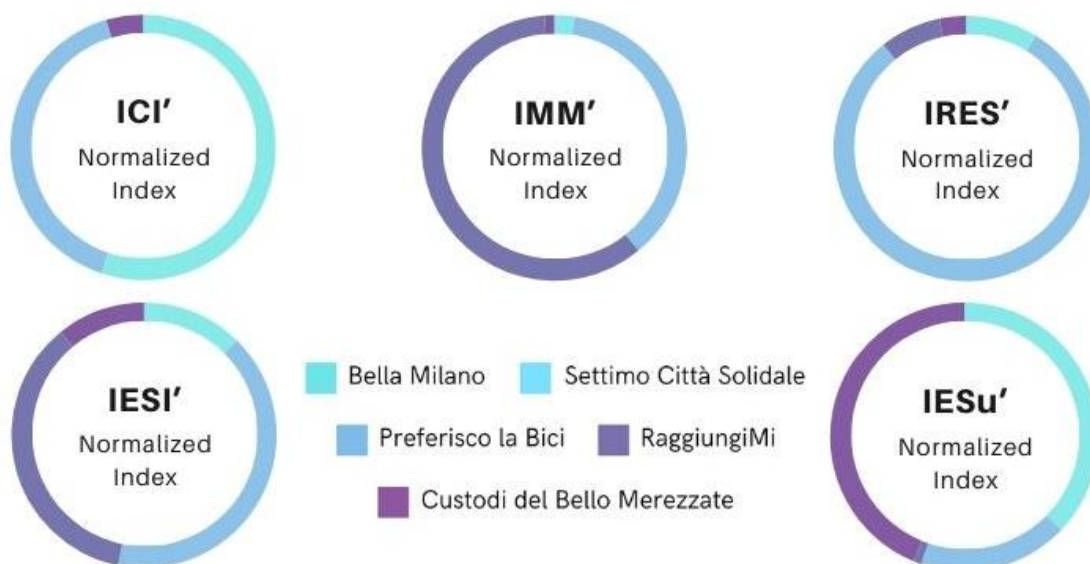 ICI’
Normalized
Index
IMM’
Normalized
Index
IRES’
Normalized
Index
IESI’
Normalized
Index
Bella Milano
Settimo Città Solidale
Preferisco la Bici
RaggiungiMi
Custodi del Bello Merezzate
IESu’
Normalized
Index